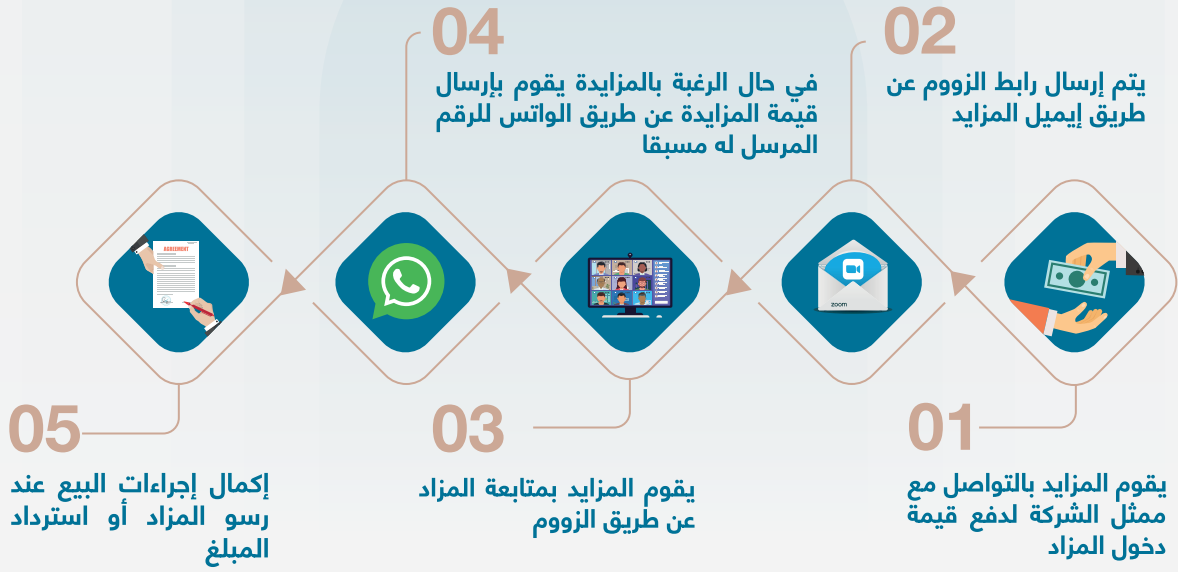 01
يقوم المزايد بالتواصل مع
ممثل الشركة لدفع قيمة
دخول المزاد
02
يتم إرسال رابط الزووم عن
طريق إيميل المزايد
zoom
03
يقوم المزايد بمتابعة المزاد
عن طريق الزووم
04
في حال الرغبة بالمزايدة يقوم بإرسال
قيمة المزايدة عن طريق الواتس للرقم
المرسل له مسبقا
05
إكمال إجراءات البيع عند
رسو المزاد أو استرداد
المبلغ
AGREEMENT